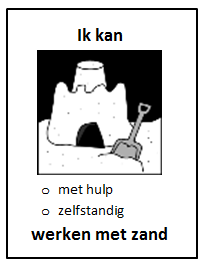 Ik kan
o met hulp
o zelfstandig
werken met zand